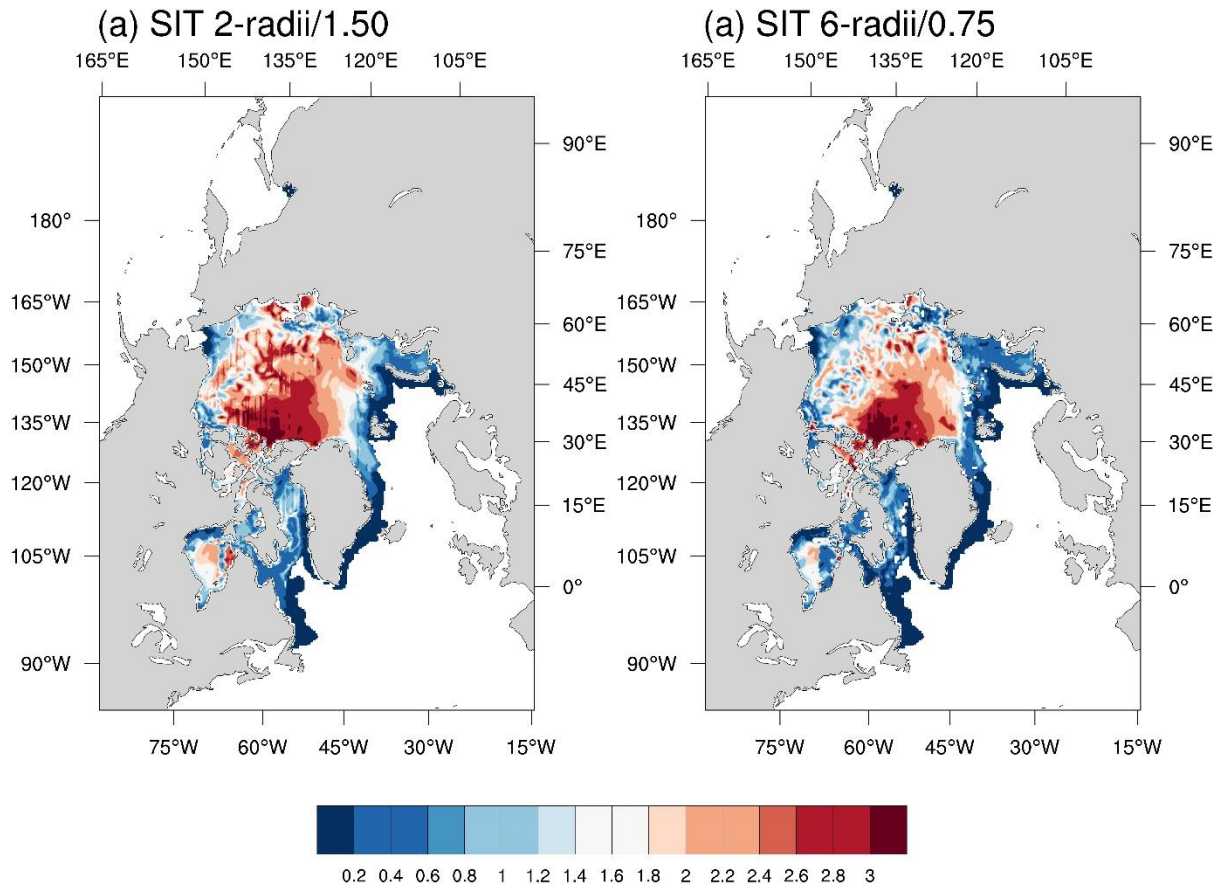 (a) SIT 2-radii/1.50
(a) SIT 6-radii/0.75
165°E 150°E 135°E 120°E 105°E
165°E 150°E 135°E 120°E 105°E
90°E
90°E
180°
180°
75°E
75°E
165°W
165°W
60°E
60°E
150°W
150°W
45°E
45°E
135°W
135°W
30°E
30°E
120°W
120°W
15°E
15°E
105°W
105°W
0°
0°
90°W
90°W
75°W 60°W 45°W 30°W 15°W
75°W 60°W 45°W 30°W 15°W
0.2 0.4 0.6 0.8 1 1.2 1.4 1.6 1.8 2 2.2 2.4 2.6 2.8 3